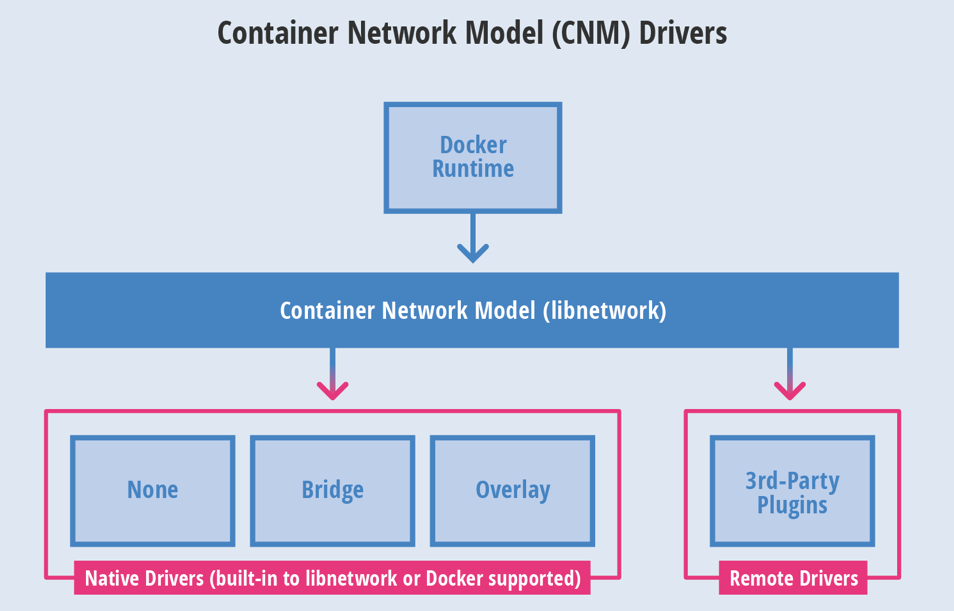 Container Network Model (CNM) Drivers
Docker
Runtime
Container Network Model (libnetwork)
None
Bridge
Overlay
3rd-Party
Plugins
Native Drivers (built-in to libnetwork or Docker supported)
Remote Drivers